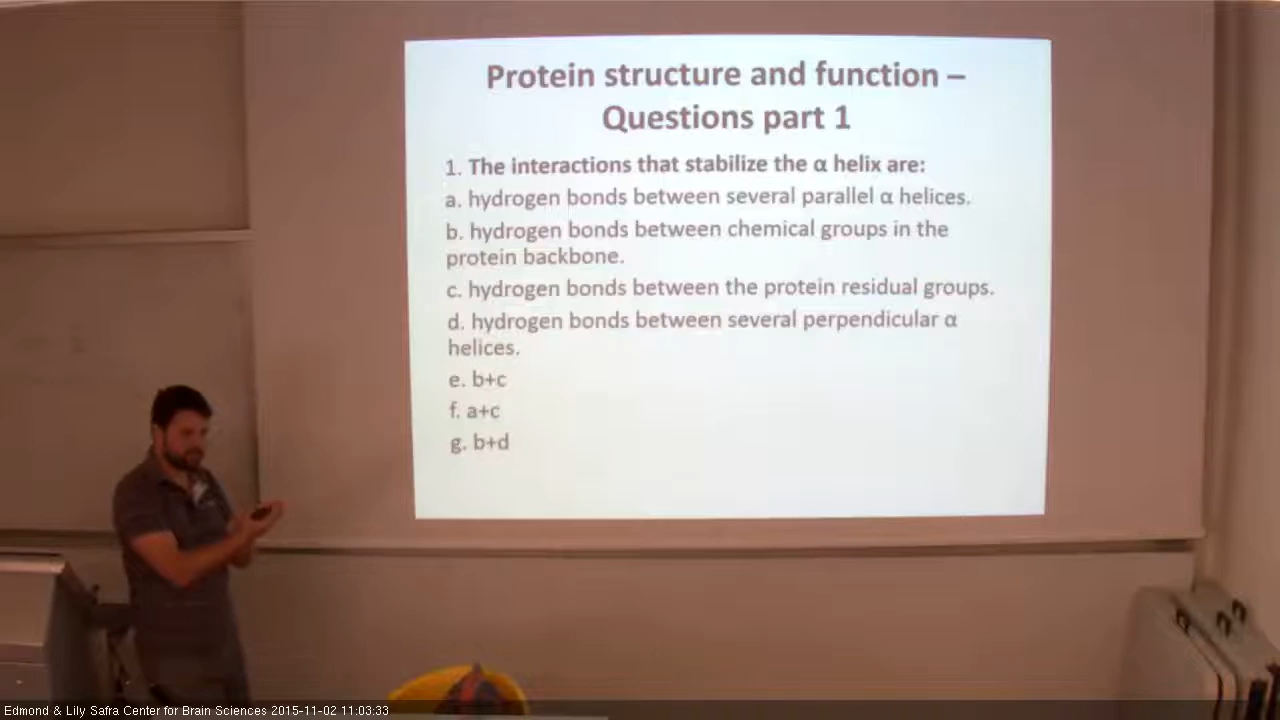 Protein structure and function –
Questions part 1
1. The interactions that stabilize the α helix are:
a. hydrogen bonds between several parallel α helices.
b. hydrogen bonds between chemical groups in the
protein backbone.
c. hydrogen bonds between the protein residual groups.
d. hydrogen bonds between several perpendicular α
helices.
e. b+c
f. a+c
g. b+d
Edmond & Lily Safra Center for Brain Sciences 2015-11-02 11:03:33